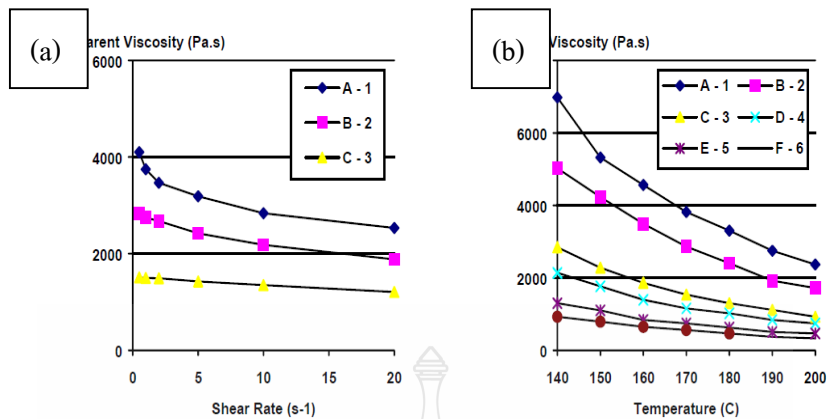 (a)
arent Viscosity (Pa.s)
6000
4000
2000
0
A - 1
B - 2
C - 3
0 5 10 15 20
Shear Rate (s-1)
(b)
Viscosity (Pa.s)
6000
4000
2000
0
A - 1 B - 2
C - 3 D - 4
E - 5 F - 6
140 150 160 170 180 190 200
Temperature (C)